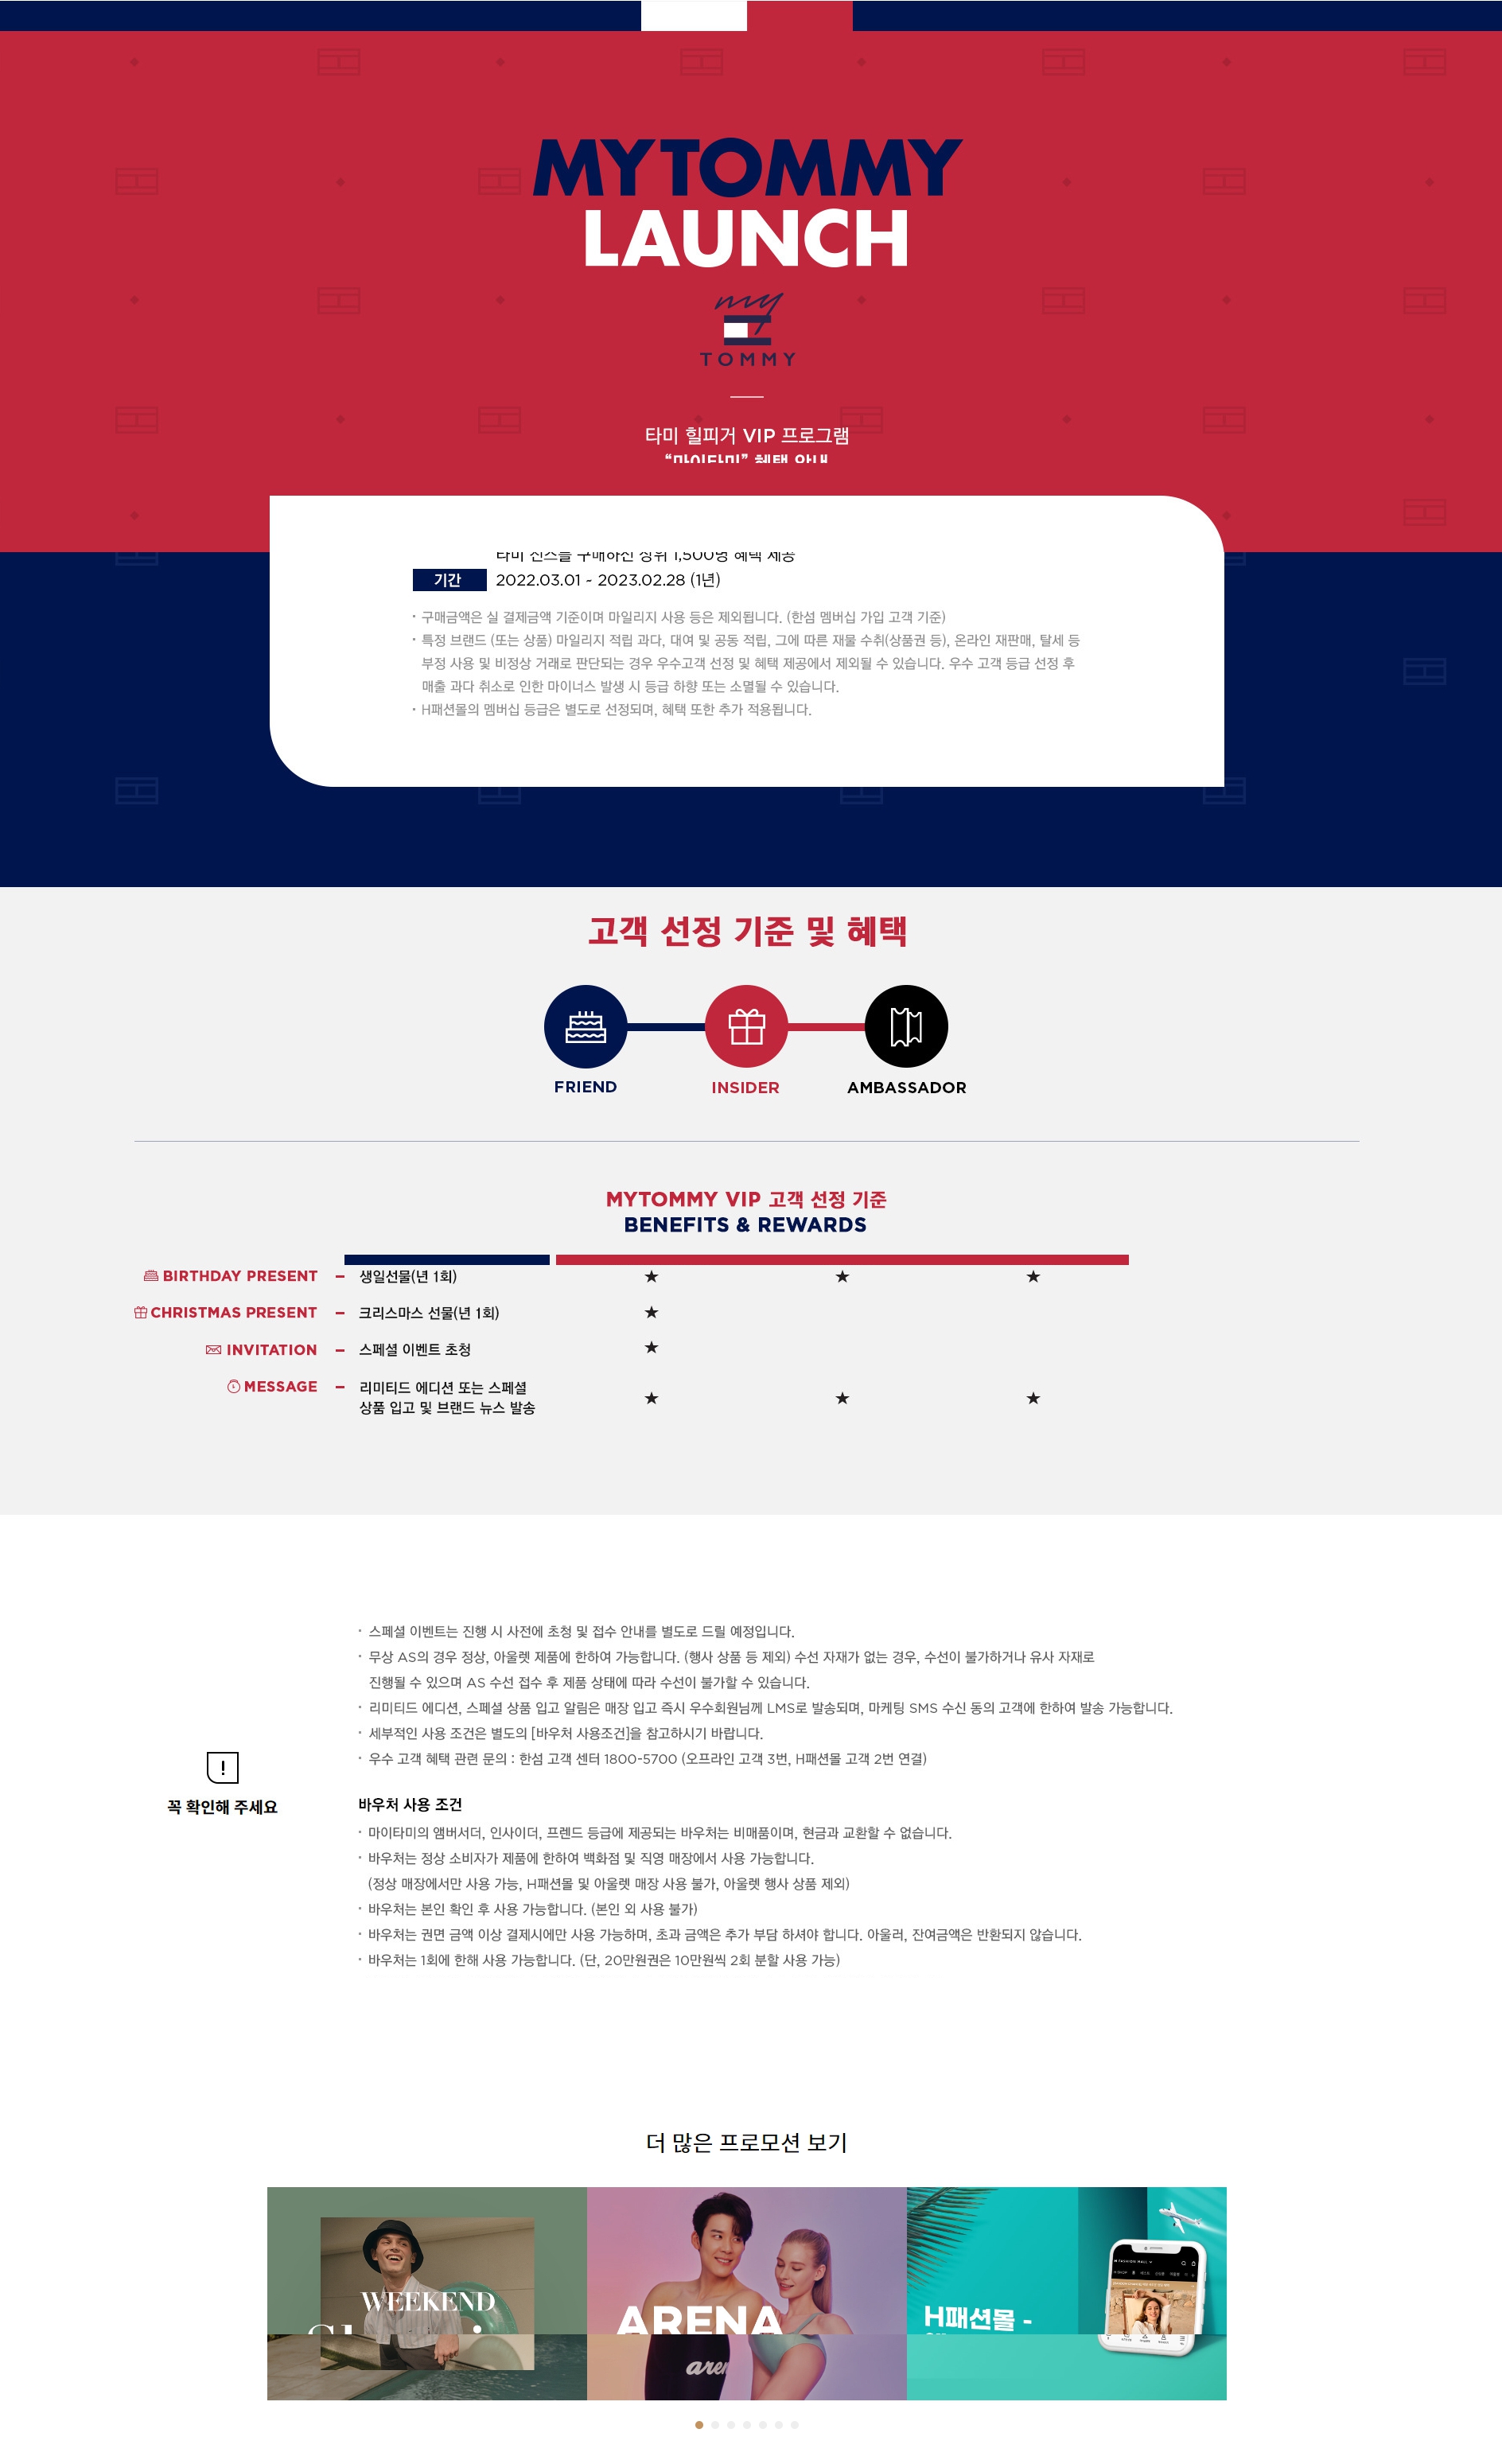 MYTOMMY
LAUNCH
my
TOMMY
타미 힐피거 VIP 프로그램
“마이타미” 혜택 안내
타미 진스를 구매하신 상위 1,500명 혜택 제공
기간 2022.03.01 ~ 2023.02.28 (1년)
· 구매금액은 실 결제금액 기준이며 마일리지 사용 등은 제외됩니다. (한섬 멤버십 가입 고객 기준)
· 특정 브랜드 (또는 상품) 마일리지 적립 과다, 대여 및 공동 적립, 그에 따른 재물 수취(상품권 등), 온라인 재판매, 탈세 등
부정 사용 및 비정상 거래로 판단되는 경우 우수고객 선정 및 혜택 제공에서 제외될 수 있습니다. 우수 고객 등급 선정 후
매출 과다 취소로 인한 마이너스 발생 시 등급 하향 또는 소멸될 수 있습니다.
· H패션몰의 멤버십 등급은 별도로 선정되며, 혜택 또한 추가 적용됩니다.
고객 선정 기준 및 혜택
FRIEND INSIDER AMBASSADOR
MYTOMMY VIP 고객 선정 기준
BENEFITS & REWARDS
BIRTHDAY PRESENT – 생일선물(년 1회) ★ ★ ★
CHRISTMAS PRESENT – 크리스마스 선물(년 1회) ★
INVITATION – 스페셜 이벤트 초청 ★
MESSAGE – 리미티드 에디션 또는 스페셜
상품 입고 및 브랜드 뉴스 발송 ★ ★ ★
!
꼭 확인해 주세요
· 스페셜 이벤트는 진행 시 사전에 초청 및 접수 안내를 별도로 드릴 예정입니다.
· 무상 AS의 경우 정상, 아울렛 제품에 한하여 가능합니다. (행사 상품 등 제외) 수선 자재가 없는 경우, 수선이 불가하거나 유사 자재로
진행될 수 있으며 AS 수선 접수 후 제품 상태에 따라 수선이 불가할 수 있습니다.
· 리미티드 에디션, 스페셜 상품 입고 알림은 매장 입고 즉시 우수회원님께 LMS로 발송되며, 마케팅 SMS 수신 동의 고객에 한하여 발송 가능합니다.
· 세부적인 사용 조건은 별도의 [바우처 사용조건]을 참고하시기 바랍니다.
· 우수 고객 혜택 관련 문의 : 한섬 고객 센터 1800-5700 (오프라인 고객 3번, H패션몰 고객 2번 연결)
바우처 사용 조건
· 마이타미의 앰버서더, 인사이더, 프렌드 등급에 제공되는 바우처는 비매품이며, 현금과 교환할 수 없습니다.
· 바우처는 정상 소비자가 제품에 한하여 백화점 및 직영 매장에서 사용 가능합니다.
(정상 매장에서만 사용 가능, H패션몰 및 아울렛 매장 사용 불가, 아울렛 행사 상품 제외)
· 바우처는 본인 확인 후 사용 가능합니다. (본인 외 사용 불가)
· 바우처는 권면 금액 이상 결제시에만 사용 가능하며, 초과 금액은 추가 부담 하셔야 합니다. 아울러, 잔여금액은 반환되지 않습니다.
· 바우처는 1회에 한해 사용 가능합니다. (단, 20만원권은 10만원씩 2회 분할 사용 가능)
더 많은 프로모션 보기
WEEKEND
ARENA
H패션몰 -